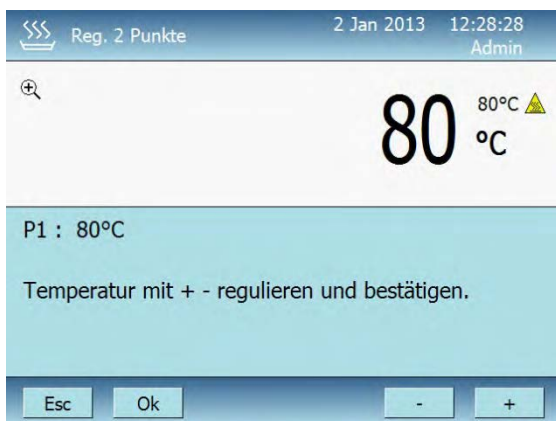 Reg. 2 Punkte
2 Jan 2013 12:28:28
Admin
80 °C
80°C
P1 : 80°C
Temperatur mit + - regulieren und bestätigen.
Esc Ok - +